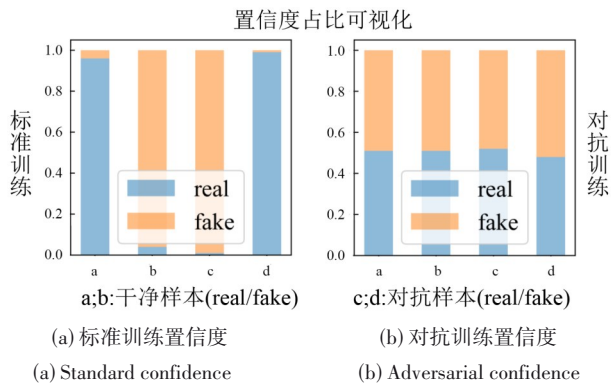 置信度占比可视化
标准训练
1.0
0.8
0.6
0.4
0.2
0.0
real
fake
a b c d
1.0
0.8
0.6
0.4
0.2
0.0
real
fake
a b c d
对抗训练
a;b:干净样本(real/fake)
c;d:对抗样本(real/fake)
(a) 标准训练置信度
(b) 对抗训练置信度
(a) Standard confidence
(b) Adversarial confidence